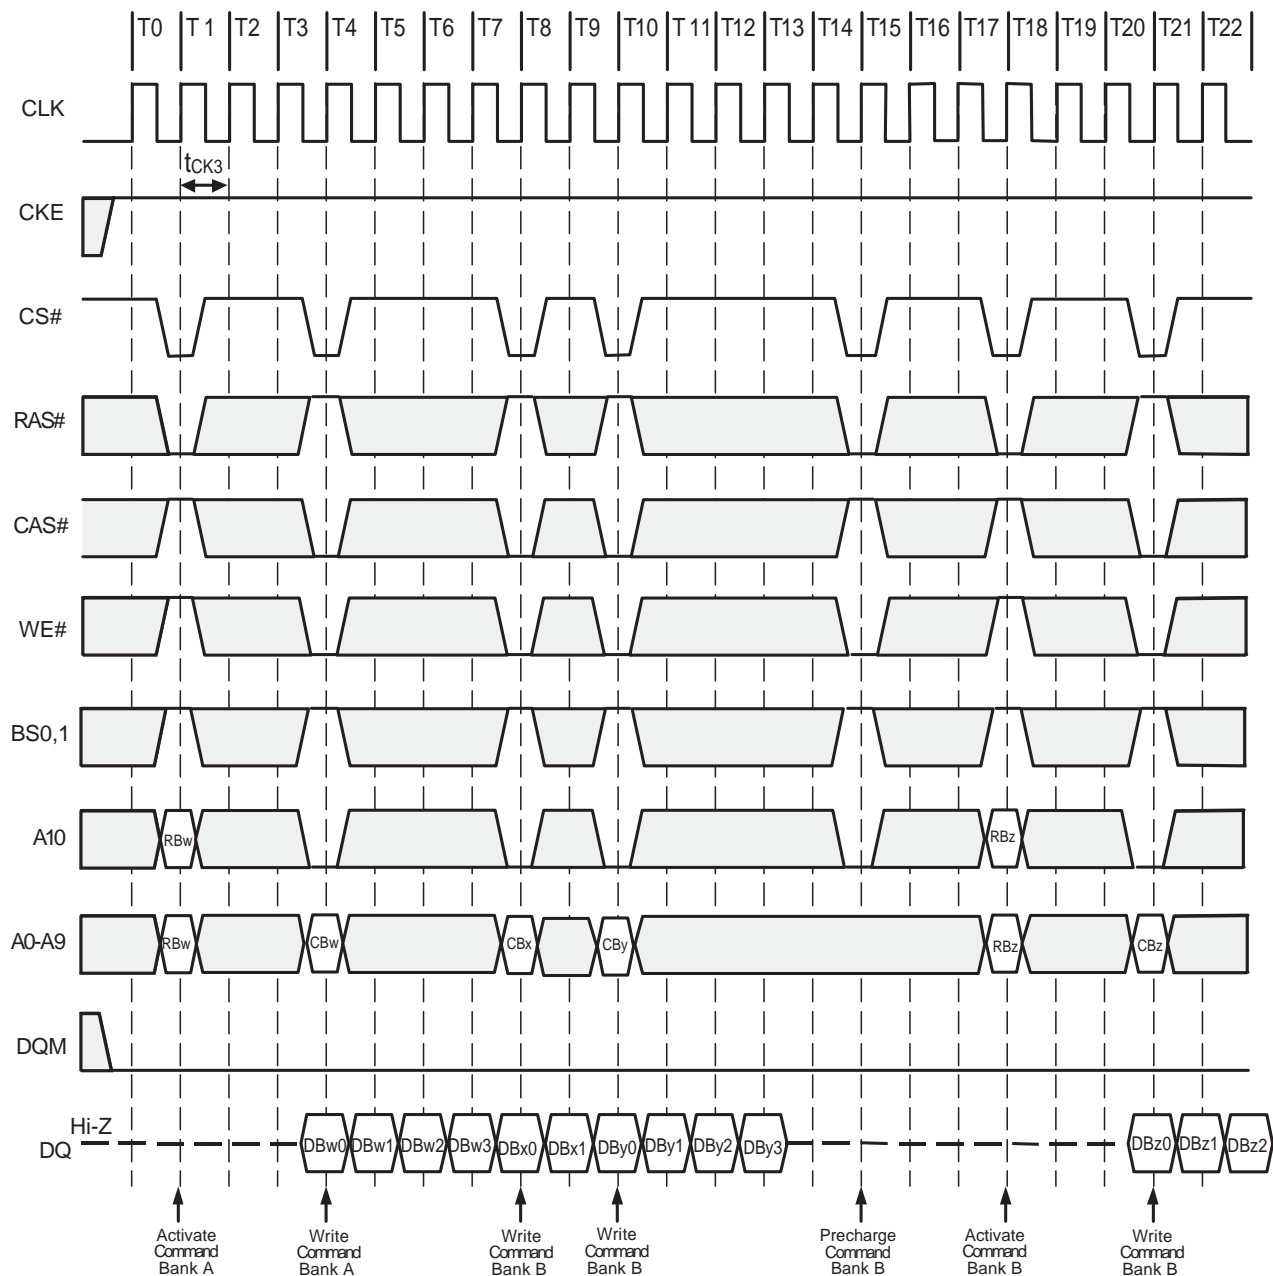 T0 T 1 T2 T3 T4 T5 T6 T7 T8 T9 T10 T 11 T12 T13 T14 T15 T16 T17 T18 T19 T20 T21 T22
CLK
tCK3
CKE
CS#
RAS#
CAS#
WE#
BS0,1
A10
RBw RBz
A0-A9
RBw CBw CBx CBy RBz CBz
DQM
Hi-Z
DQ
DBw0 DBw1 DBw2 DBw3 DBx0 DBx1 DBy0 DBy1 DBy2 DBy3 DBz0 DBz1 DBz2
Activate
Command
Bank A
Write
Command
Bank A
Write
Command
Bank B
Write
Command
Bank B
Precharge
Command
Bank B
Activate
Command
Bank B
Write
Command
Bank B